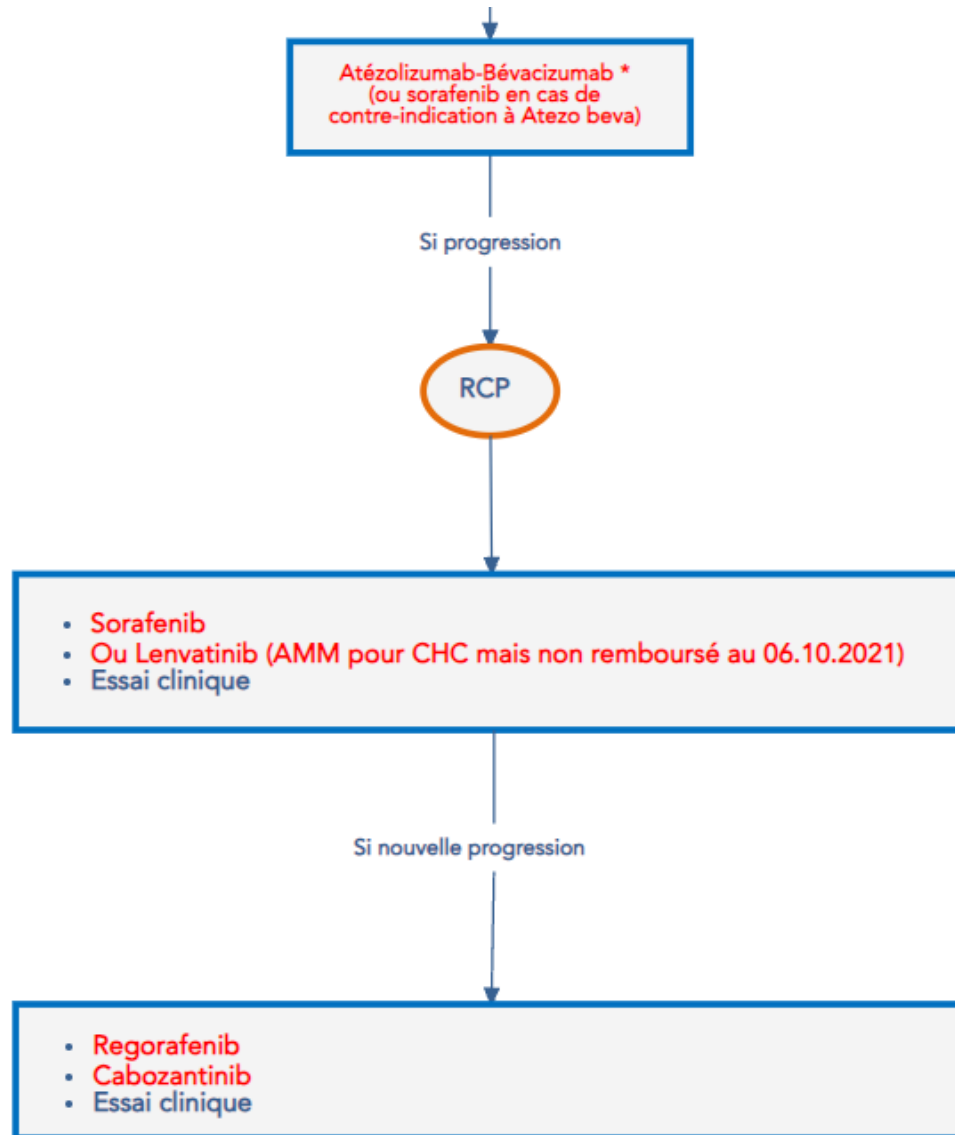 Atézolizumab-Bévacizumab *
(ou sorafenib en cas de
contre-indication à Atezo beva)
Si progression
RCP
• Sorafenib
• Ou Lenvatinib (AMM pour CHC mais non remboursé au 06.10.2021)
• Essai clinique
Si nouvelle progression
• Regorafenib
• Cabozantinib
• Essai clinique